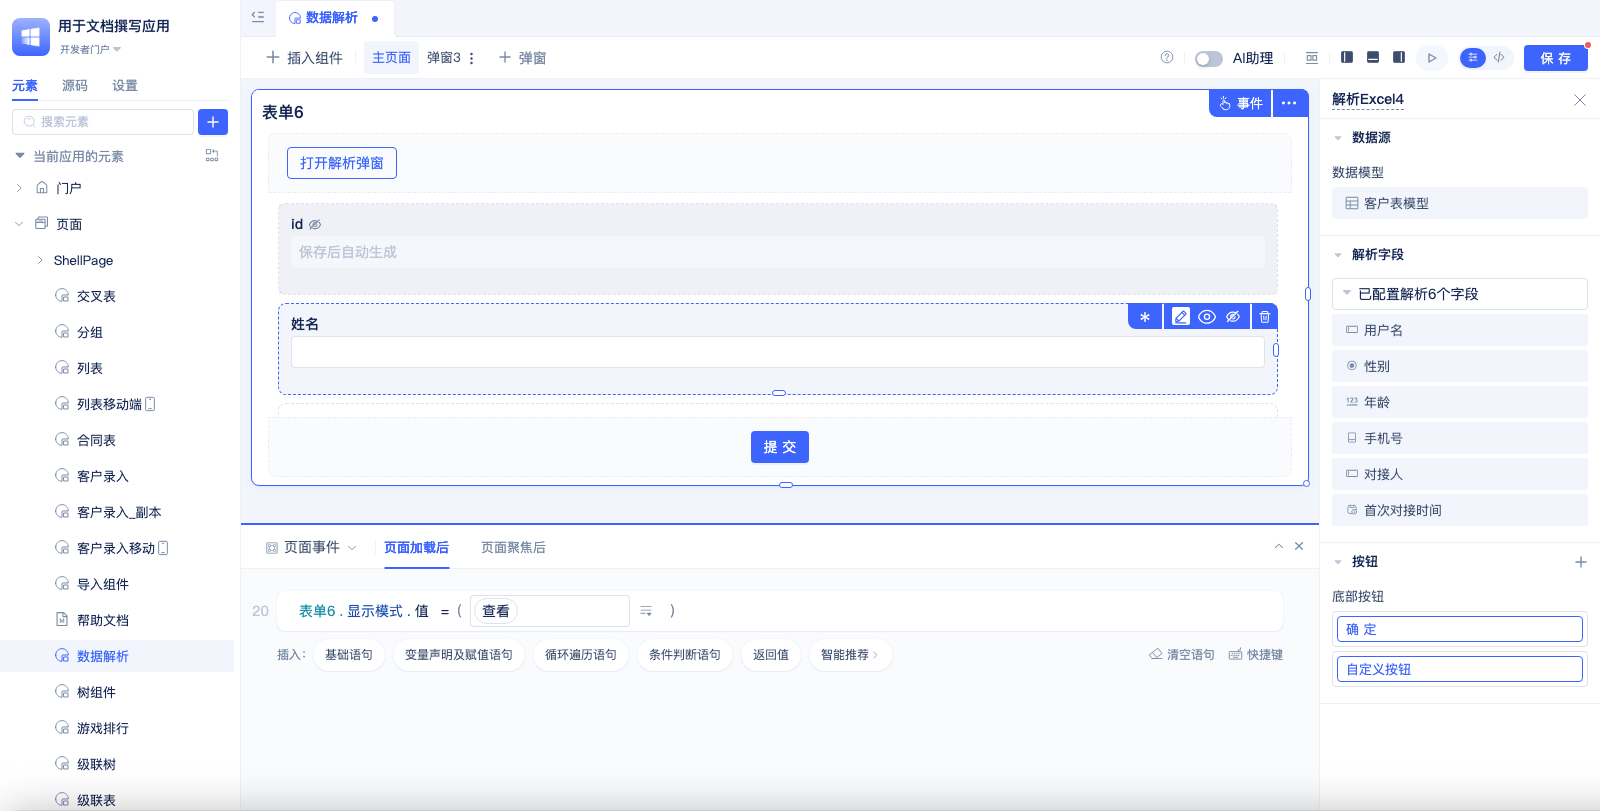 用于文档撰写应用
开发者门户
元素 源码 设置
搜索元素
当前应用的元素
门户
页面
ShellPage
交叉表
分组
列表
列表移动端
合同表
客户录入
客户录入_副本
客户录入移动
导入组件
帮助文档
数据解析
树组件
游戏排行
级联树
级联表
数据解析
插入组件 主页面 弹窗3 弹窗
AI助理
保 存
表单6
事件
打开解析弹窗
id
保存后自动生成
姓名
提 交
页面事件 页面加载后 页面聚焦后
20 表单6 . 显示模式 . 值 = ( 查看 )
插入: 基础语句 变量声明及赋值语句 循环遍历语句 条件判断语句 返回值 智能推荐 清空语句 快捷键
解析Excel4
数据源
数据模型
客户表模型
解析字段
已配置解析6个字段
用户名
性别
123 年龄
手机号
对接人
首次对接时间
按钮
底部按钮
确 定
自定义按钮